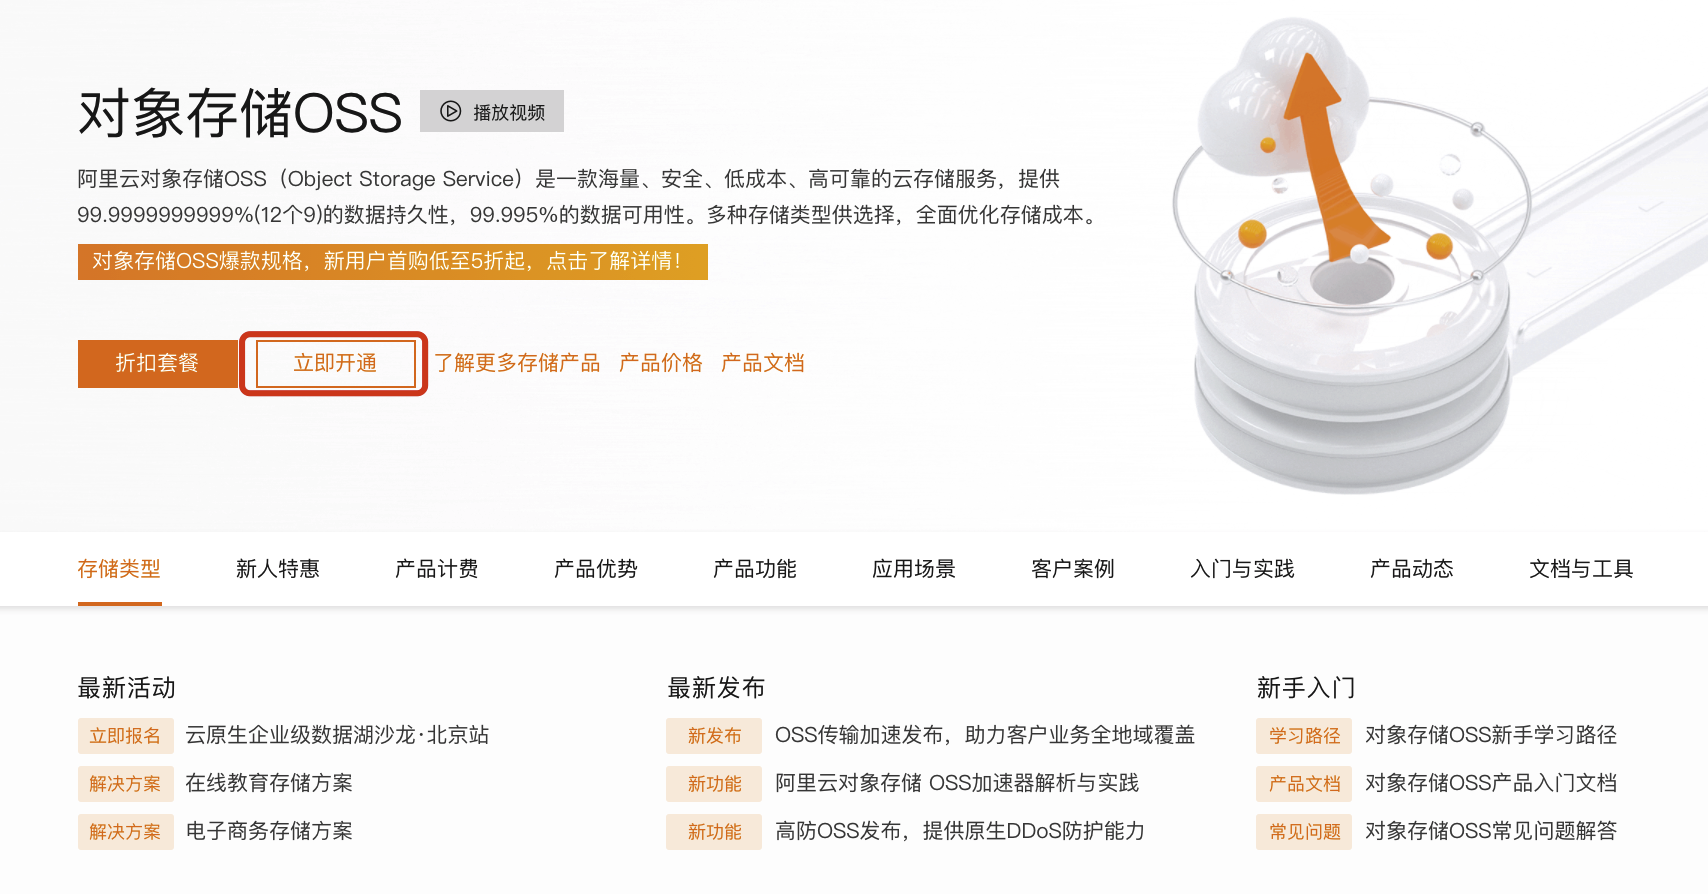 对象存储OSS
播放视频
阿里云对象存储OSS（Object Storage Service）是一款海量、安全、低成本、高可靠的云存储服务，提供
99.9999999999%(12个9)的数据持久性，99.995%的数据可用性。多种存储类型供选择，全面优化存储成本。
对象存储OSS爆款规格，新用户首购低至5折起，点击了解详情！
折扣套餐 立即开通 了解更多存储产品 产品价格 产品文档
存储类型 新人特惠 产品计费 产品优势 产品功能 应用场景 客户案例 入门与实践 产品动态 文档与工具
最新活动
立即报名 云原生企业级数据湖沙龙·北京站
解决方案 在线教育存储方案
解决方案 电子商务存储方案
最新发布
新发布 OSS传输加速发布，助力客户业务全地域覆盖
新功能 阿里云对象存储 OSS加速器解析与实践
新功能 高防OSS发布，提供原生DDoS防护能力
新手入门
学习路径 对象存储OSS新手学习路径
产品文档 对象存储OSS产品入门文档
常见问题 对象存储OSS常见问题解答